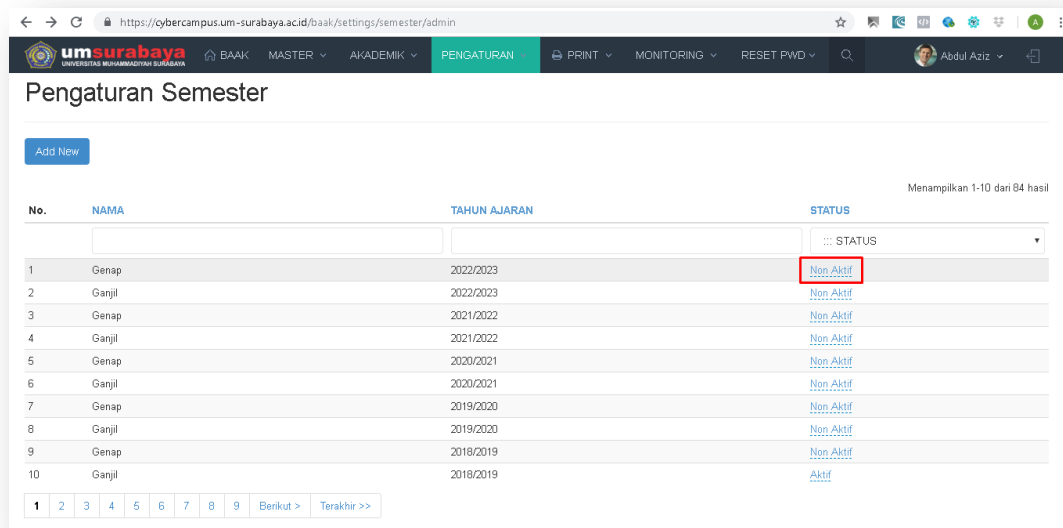 https://cybercampus.um-surabaya.ac.id/baak/settings/semester/admin A
umsurabaya BAAK MASTER AKADEMIK PENGATURAN PRINT MONITORING RESET PWD Abdul Aziz
UNIVERSITAS MUHAMMADIYAH SURABAYA
Pengaturan Semester
Add New
Menampilkan 1-10 dari 84 hasil
No. NAMA TAHUN AJARAN STATUS
::: STATUS
1 Genap 2022/2023 Non Aktif
2 Ganjil 2022/2023 Non Aktif
3 Genap 2021/2022 Non Aktif
4 Ganjil 2021/2022 Non Aktif
5 Genap 2020/2021 Non Aktif
6 Ganjil 2020/2021 Non Aktif
7 Genap 2019/2020 Non Aktif
8 Ganjil 2019/2020 Non Aktif
9 Genap 2018/2019 Non Aktif
10 Ganjil 2018/2019 Aktif
1 2 3 4 5 6 7 8 9 Berikut > Terakhir >>